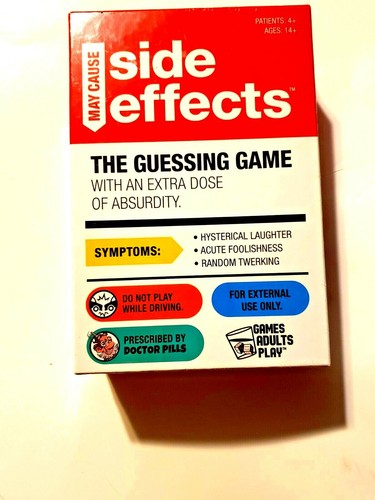 PATIENTS: 4+
AGES: 14+
MAY CAUSE
side
effects™
THE GUESSING GAME
WITH AN EXTRA DOSE
OF ABSURDITY.
SYMPTOMS:
• HYSTERICAL LAUGHTER
• ACUTE FOOLISHNESS
• RANDOM TWERKING
DO NOT PLAY
WHILE DRIVING.
FOR EXTERNAL
USE ONLY.
PRESCRIBED BY
DOCTOR PILLS
GAMES
ADULTS
PLAY™